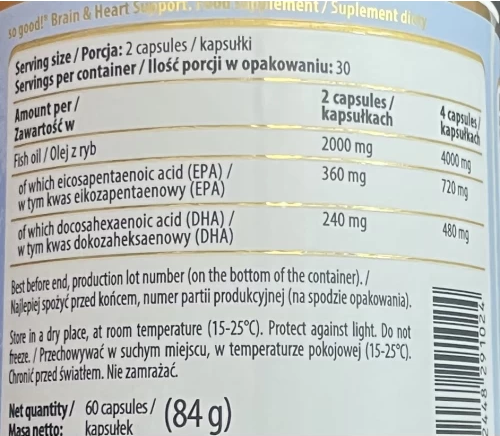 so good!® Brain & Heart Support. Food supplement / Suplement diety
Serving size / Porcja: 2 capsules / kapsułki
Servings per container / Ilość porcji w opakowaniu: 30
Amount per / 2 capsules / 4 capsules/
Zawartość w kapsułkach kapsułkach
Fish oil / Olej z ryb 2000 mg 4000 mg
of which eicosapentaenoic acid (EPA) / 360 mg 720 mg
w tym kwas eikozapentaenowy (EPA)
of which docosahexaenoic acid (DHA) / 240 mg 480 mg
w tym kwas dokozaheksaenowy (DHA)
Best before end, production lot number (on the bottom of the container). /
Najlepiej spożyć przed końcem, numer partii produkcyjnej (na spodzie opakowania).
Store in a dry place, at room temperature (15-25°C). Protect against light. Do not
freeze. / Przechowywać w suchym miejscu, w temperaturze pokojowej (15-25°C).
Chronić przed światłem. Nie zamrażać.
Net quantity / 60 capsules / (84 g)
Masa netto: kapsułek